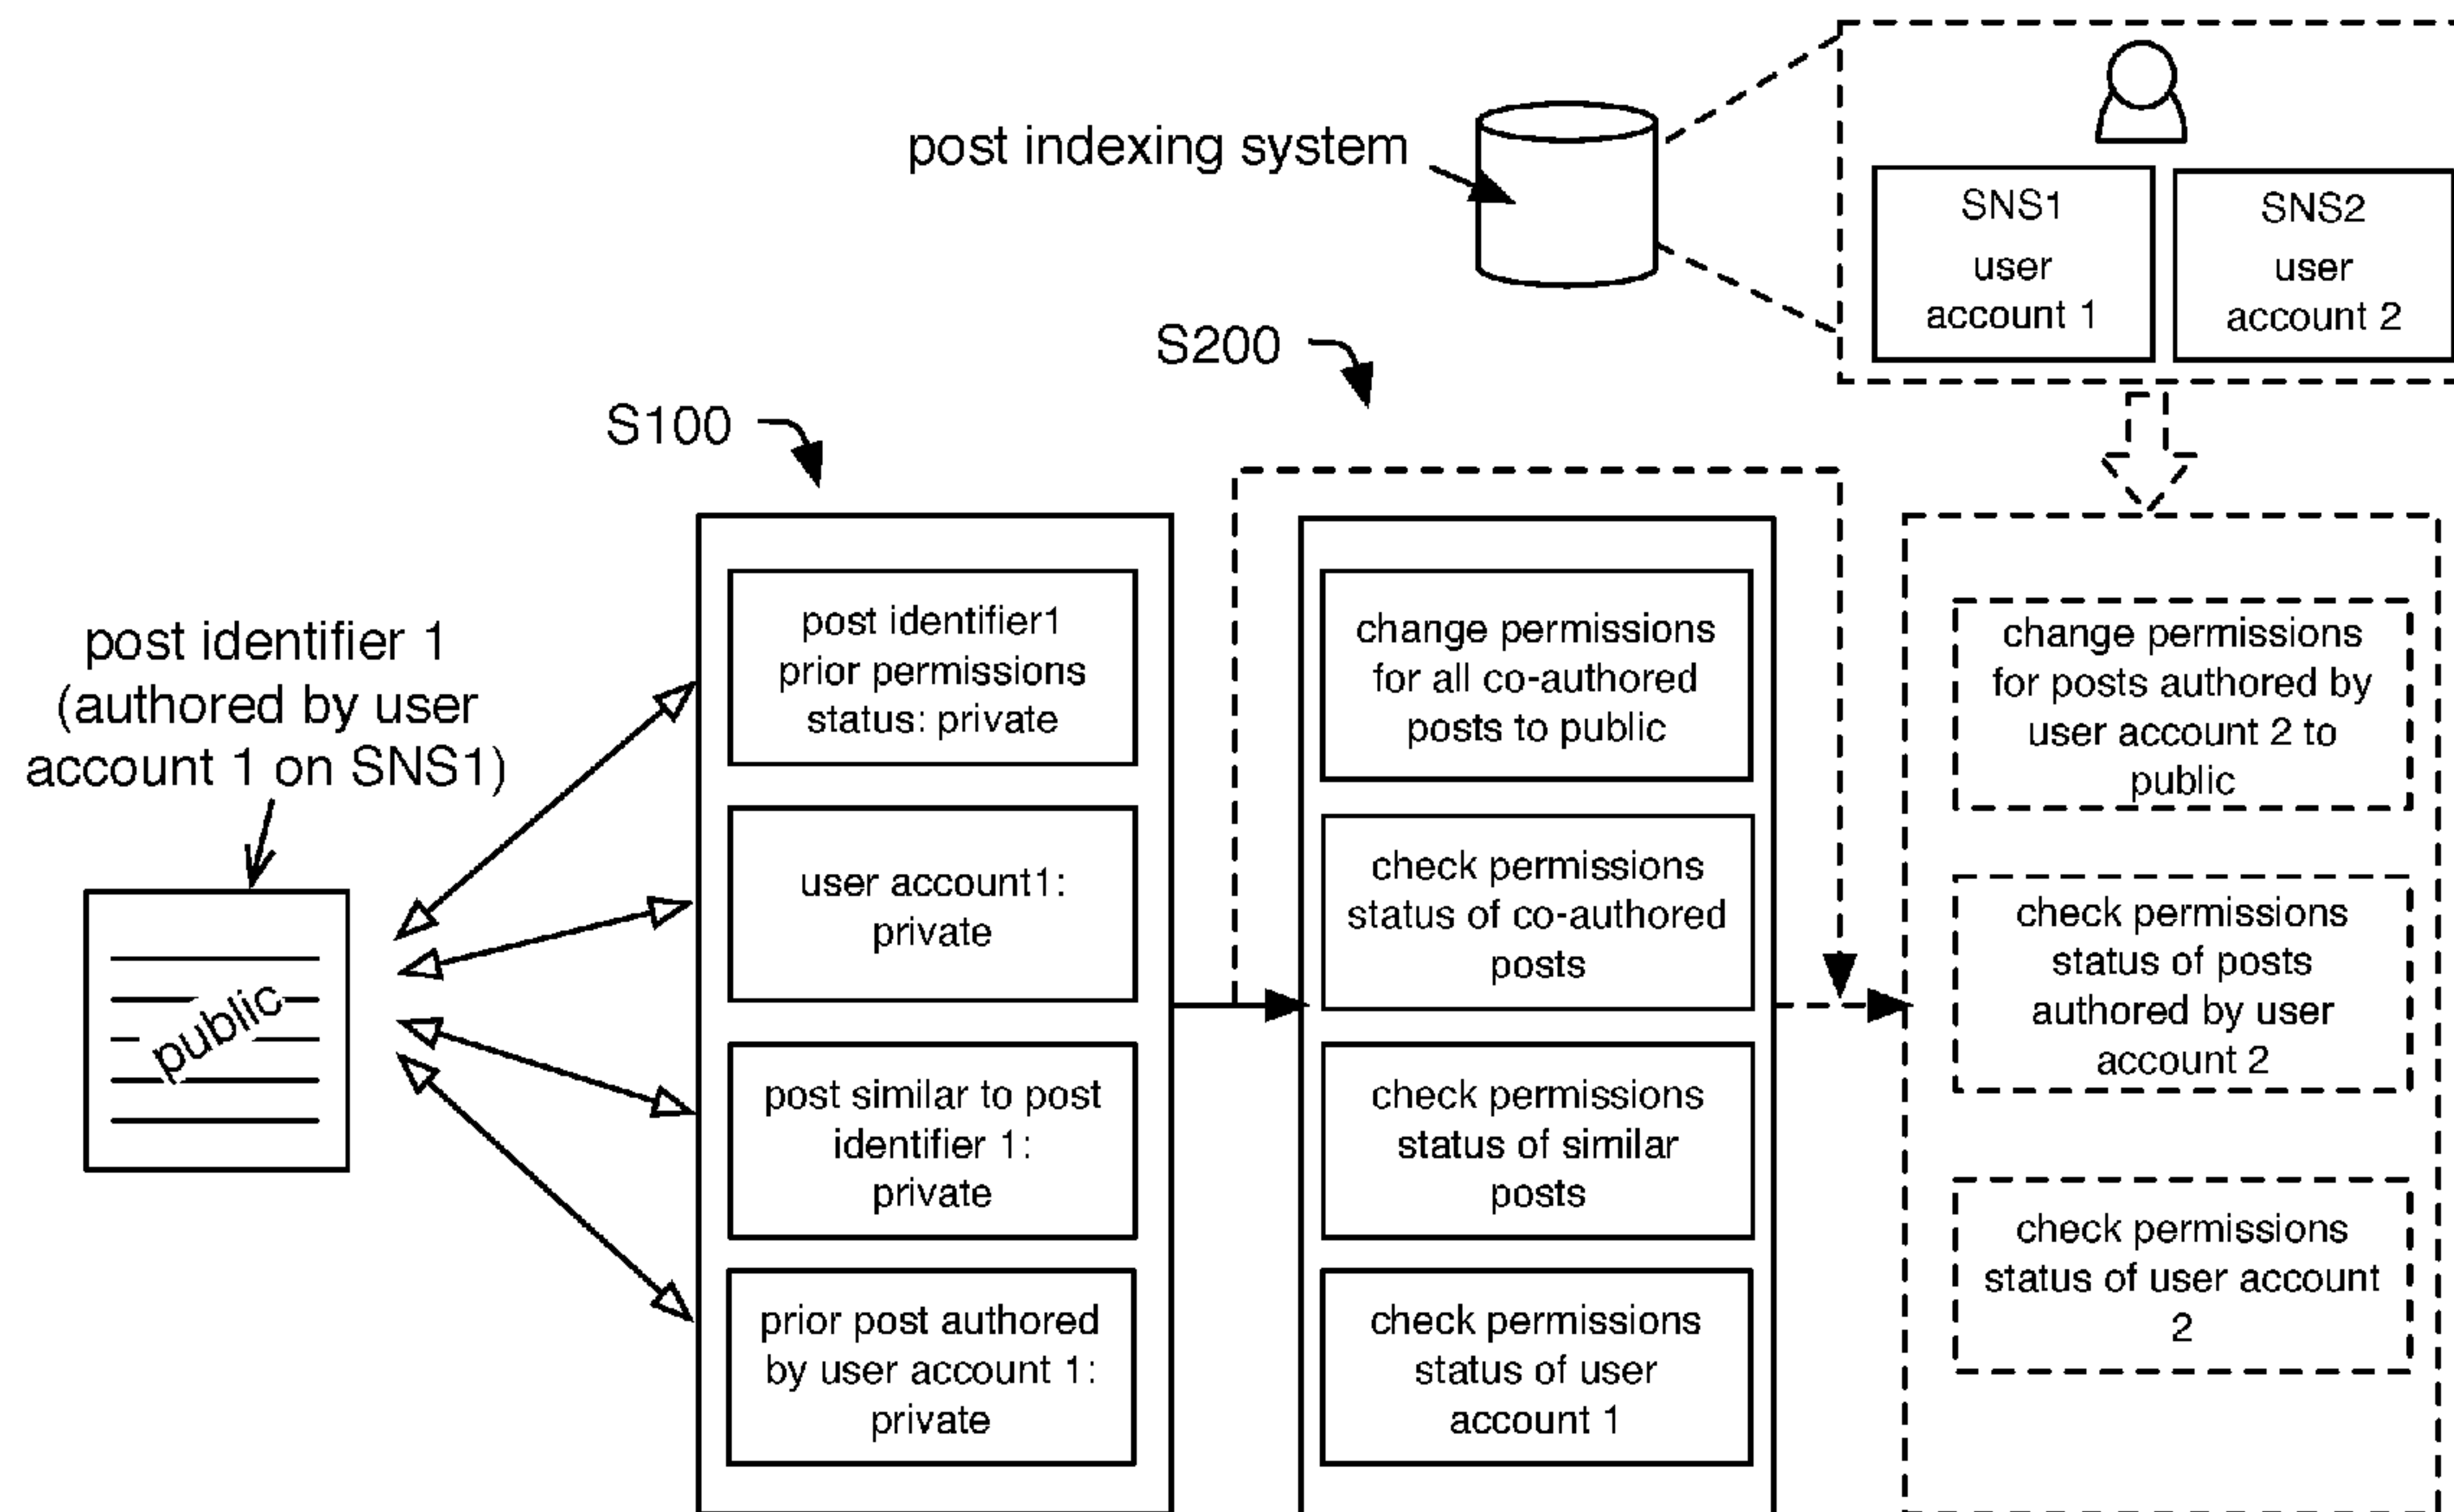 post indexing system
SNS1
user
account 1
SNS2
user
account 2
S200
S100
post identifier 1
(authored by user
account 1 on SNS1)
public
post identifier1
prior permissions
status: private
user account1:
private
post similar to post
identifier 1:
private
prior post authored
by user account 1:
private
change permissions
for all co-authored
posts to public
check permissions
status of co-authored
posts
check permissions
status of similar
posts
check permissions
status of user
account 1
change permissions
for posts authored by
user account 2 to
public
check permissions
status of posts
authored by user
account 2
check permissions
status of user account
2